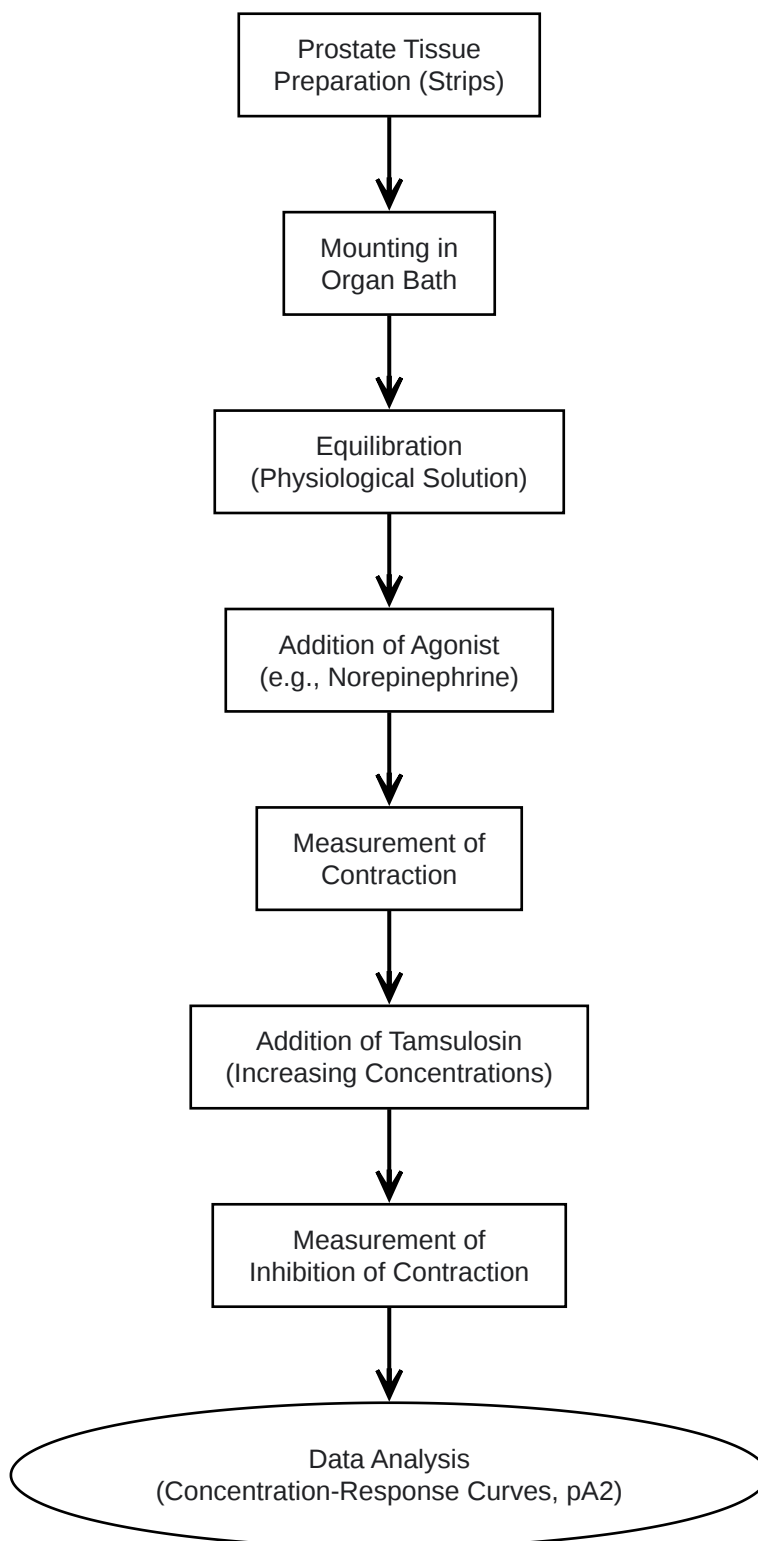 Prostate Tissue
Preparation (Strips)
Mounting in
Organ Bath
Equilibration
(Physiological Solution)
Addition of Agonist
(e.g., Norepinephrine)
Measurement of
Contraction
Addition of Tamsulosin
(Increasing Concentrations)
Measurement of
Inhibition of Contraction
Data Analysis
(Concentration-Response Curves, pA2)